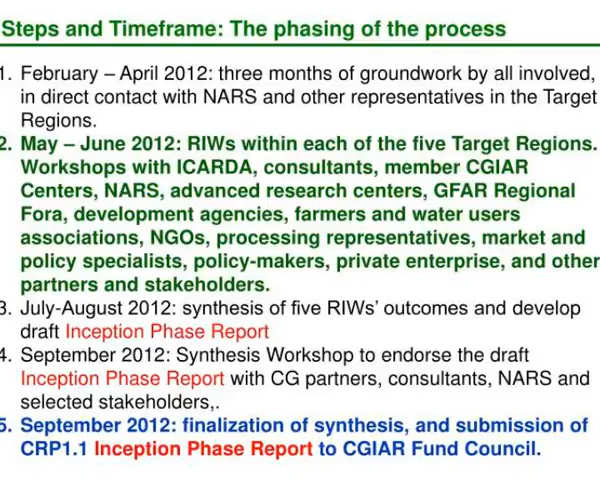 Steps and Timeframe: The phasing of the process
1. February – April 2012: three months of groundwork by all involved,
in direct contact with NARS and other representatives in the Target
Regions.
2. May – June 2012: RIWs within each of the five Target Regions.
Workshops with ICARDA, consultants, member CGIAR
Centers, NARS, advanced research centers, GFAR Regional
Fora, development agencies, farmers and water users
associations, NGOs, processing representatives, market and
policy specialists, policy-makers, private enterprise, and other
partners and stakeholders.
3. July-August 2012: synthesis of five RIWs' outcomes and develop
draft Inception Phase Report
4. September 2012: Synthesis Workshop to endorse the draft
Inception Phase Report with CG partners, consultants, NARS and
selected stakeholders,.
5. September 2012: finalization of synthesis, and submission of
CRP1.1 Inception Phase Report to CGIAR Fund Council.